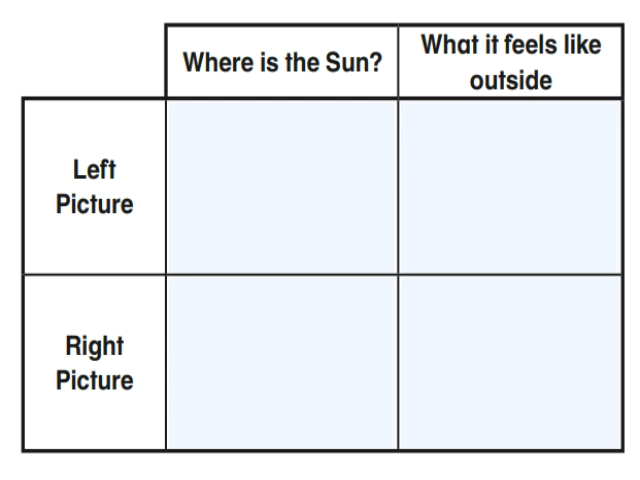 Where is the Sun?
What it feels like
outside
Left
Picture
Right
Picture